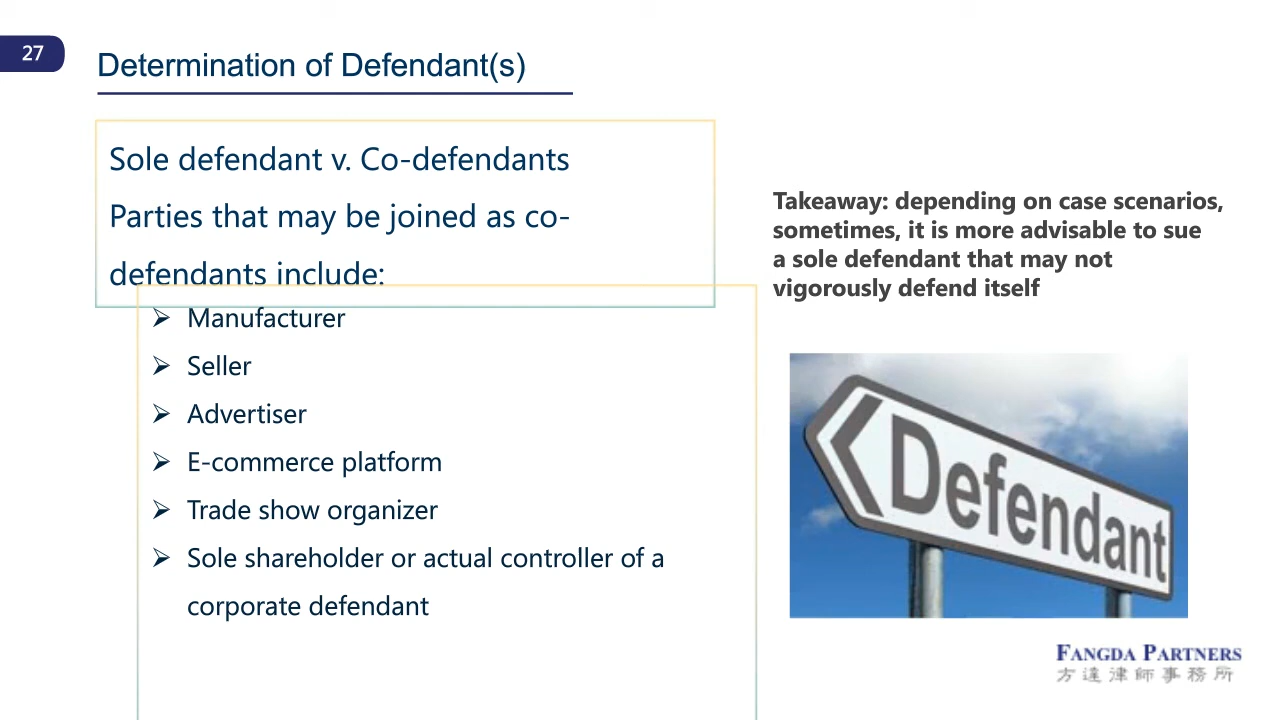 27
Determination of Defendant(s)
Sole defendant v. Co-defendants
Parties that may be joined as co-
defendants include:
Manufacturer
Seller
Advertiser
E-commerce platform
Trade show organizer
Sole shareholder or actual controller of a
corporate defendant
Takeaway: depending on case scenarios,
sometimes, it is more advisable to sue
a sole defendant that may not
vigorously defend itself
Defendant
FANGDA PARTNERS
方達律師事務所